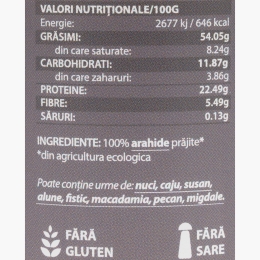 VALORI NUTRIȚIONALE/100G
Energie: 2677 kj / 646 kcal
GRĂSIMI: 54.05g
din care saturate: 8.24g
CARBOHIDRATI: 11.87g
din care zaharuri: 3.86g
PROTEINE: 22.49g
FIBRE: 5.49g
SĂRURI: 0.13g
INGREDIENTE: 100% arahide prăjite*
*din agricultura ecologica
Poate conține urme de: nuci, caju, susan,
alune, fistic, macadamia, pecan, migdale.
FĂRĂ GLUTEN
FĂRĂ SARE